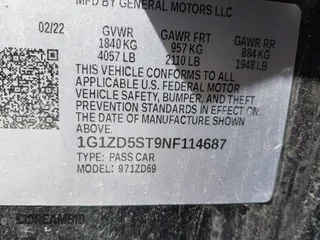 MFD BY GENERAL MOTORS LLC
02/22 GVWR GAWR FRT GAWR RR
1840 KG 957 KG 884 KG
4057 LB 2110 LB 1948 LB
THIS VEHICLE CONFORMS TO ALL
APPLICABLE U.S. FEDERAL MOTOR
VEHICLE SAFETY, BUMPER, AND THEFT
PREVENTION STANDARDS IN EFFECT ON
THE DATE OF MANUFACTURE SHOWN ABOVE.
1G1ZD5ST9NF114687
TYPE: PASS CAR
MODEL: 971ZD69
DREAMBID